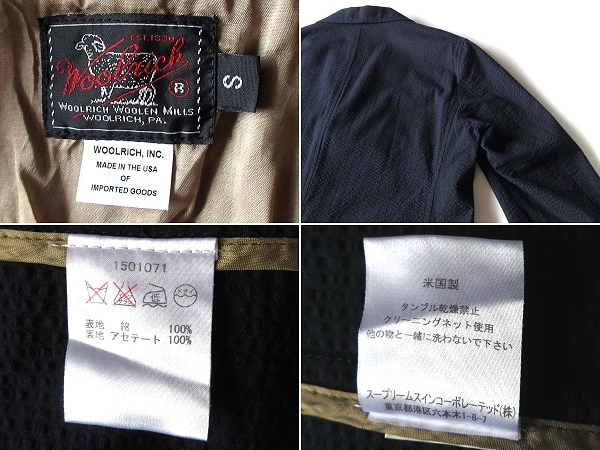 EST.1830
Woolrich
®
WOOLRICH WOOLEN MILLS
WOOLRICH, PA.
S
WOOLRICH, INC.
MADE IN THE USA
OF
IMPORTED GOODS
1501071
低
ドライ
表地 綿 100%
裏地 アセテート 100%
米国製
タンブル乾燥禁止
クリーニングネット使用
他の物と一緒に洗わないで下さい
スープリームスインコーポレーテッド(株)
東京都港区六本木1-8-7